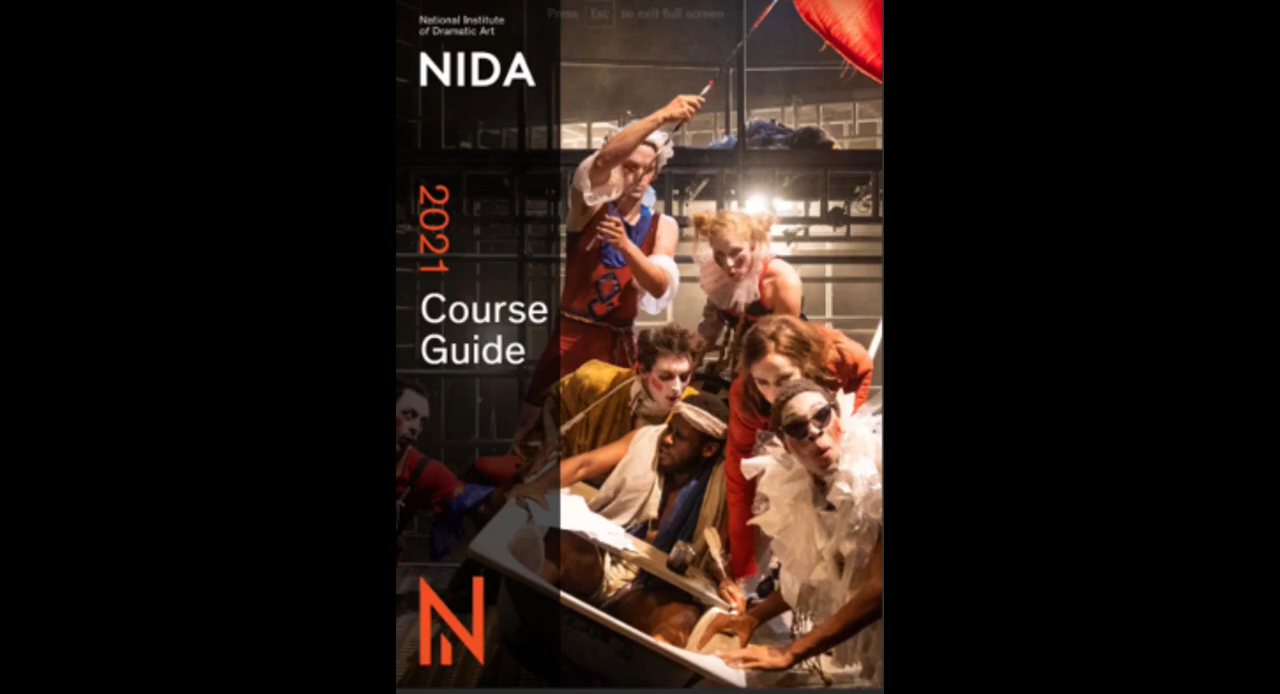 Press Esc to exit full screen
National Institute
of Dramatic Art
NIDA
2021
Course
Guide